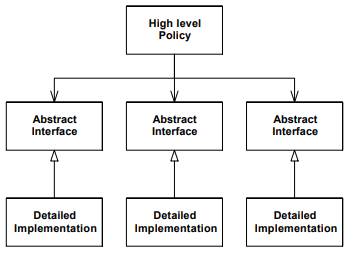 High level
Policy
Abstract
Interface
Abstract
Interface
Abstract
Interface
Detailed
Implementation
Detailed
Implementation
Detailed
Implementation